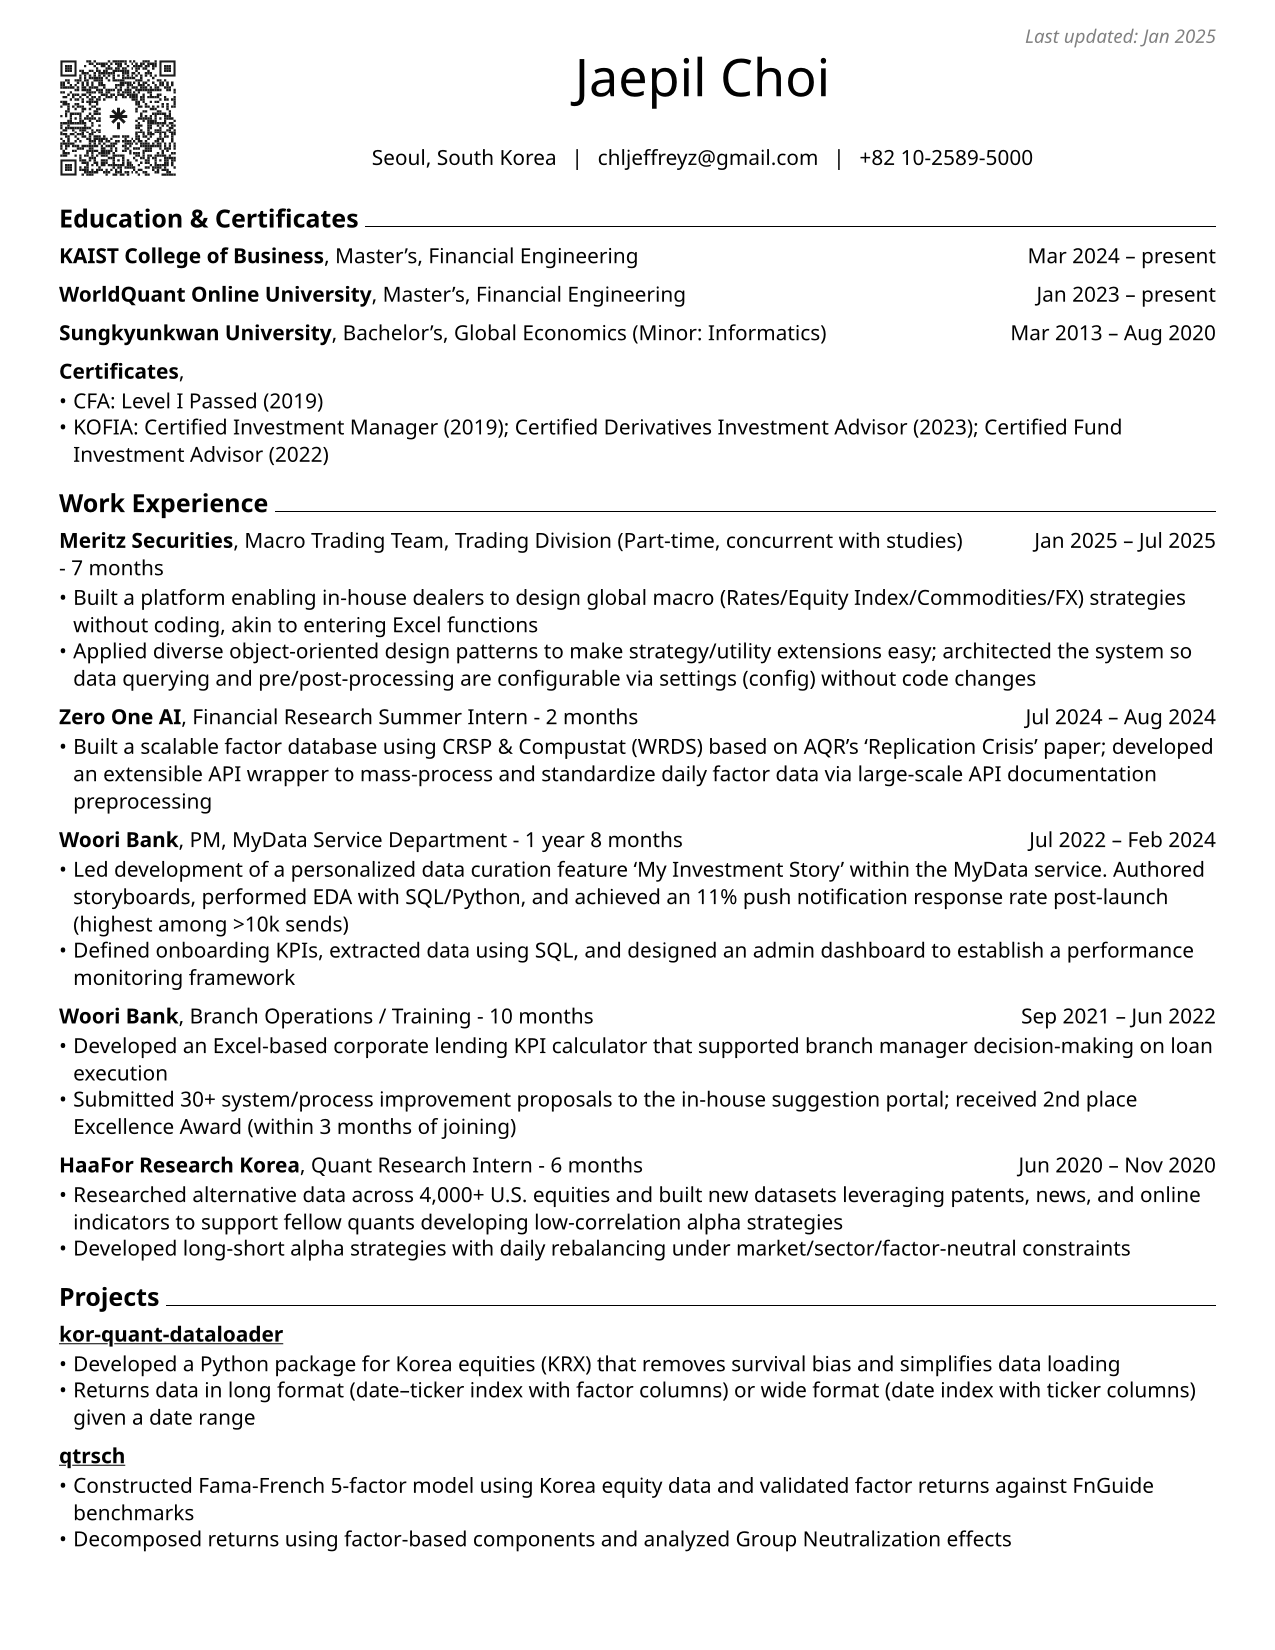 Last updated: Jan 2025
Jaepil Choi
Seoul, South Korea | chljeffreyz@gmail.com | +82 10-2589-5000
Education & Certificates
KAIST College of Business, Master’s, Financial Engineering Mar 2024 – present
WorldQuant Online University, Master’s, Financial Engineering Jan 2023 – present
Sungkyunkwan University, Bachelor’s, Global Economics (Minor: Informatics) Mar 2013 – Aug 2020
Certificates,
• CFA: Level I Passed (2019)
• KOFIA: Certified Investment Manager (2019); Certified Derivatives Investment Advisor (2023); Certified Fund
Investment Advisor (2022)
Work Experience
Meritz Securities, Macro Trading Team, Trading Division (Part-time, concurrent with studies) Jan 2025 – Jul 2025
- 7 months
• Built a platform enabling in-house dealers to design global macro (Rates/Equity Index/Commodities/FX) strategies
without coding, akin to entering Excel functions
• Applied diverse object-oriented design patterns to make strategy/utility extensions easy; architected the system so
data querying and pre/post-processing are configurable via settings (config) without code changes
Zero One AI, Financial Research Summer Intern - 2 months Jul 2024 – Aug 2024
• Built a scalable factor database using CRSP & Compustat (WRDS) based on AQR’s ‘Replication Crisis’ paper; developed
an extensible API wrapper to mass-process and standardize daily factor data via large-scale API documentation
preprocessing
Woori Bank, PM, MyData Service Department - 1 year 8 months Jul 2022 – Feb 2024
• Led development of a personalized data curation feature ‘My Investment Story’ within the MyData service. Authored
storyboards, performed EDA with SQL/Python, and achieved an 11% push notification response rate post-launch
(highest among >10k sends)
• Defined onboarding KPIs, extracted data using SQL, and designed an admin dashboard to establish a performance
monitoring framework
Woori Bank, Branch Operations / Training - 10 months Sep 2021 – Jun 2022
• Developed an Excel-based corporate lending KPI calculator that supported branch manager decision-making on loan
execution
• Submitted 30+ system/process improvement proposals to the in-house suggestion portal; received 2nd place
Excellence Award (within 3 months of joining)
HaaFor Research Korea, Quant Research Intern - 6 months Jun 2020 – Nov 2020
• Researched alternative data across 4,000+ U.S. equities and built new datasets leveraging patents, news, and online
indicators to support fellow quants developing low-correlation alpha strategies
• Developed long-short alpha strategies with daily rebalancing under market/sector/factor-neutral constraints
Projects
kor-quant-dataloader
• Developed a Python package for Korea equities (KRX) that removes survival bias and simplifies data loading
• Returns data in long format (date–ticker index with factor columns) or wide format (date index with ticker columns)
given a date range
qtrsch
• Constructed Fama-French 5-factor model using Korea equity data and validated factor returns against FnGuide
benchmarks
• Decomposed returns using factor-based components and analyzed Group Neutralization effects